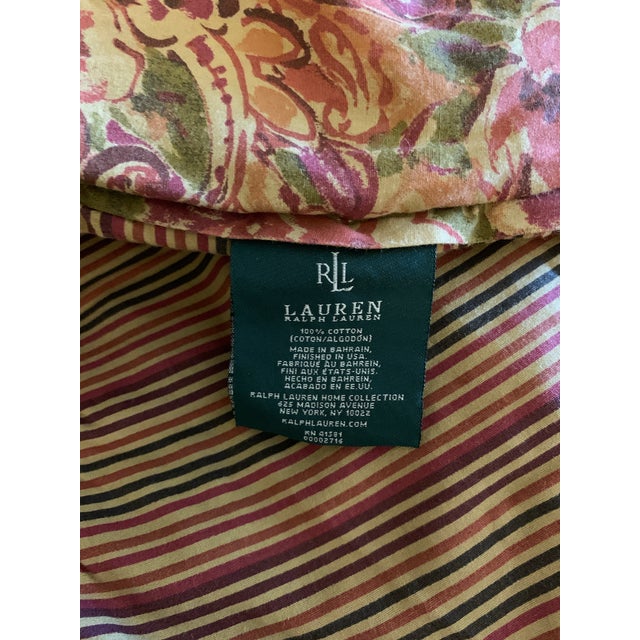 RLL
LAUREN
RALPH LAUREN
100% COTTON
(COTON/ALGODÓN)
MADE IN BAHRAIN,
FINISHED IN USA.
FABRIQUÉ AU BAHREIN,
FINI AUX ÉTATS-UNIS.
HECHO EN BAHREIN,
ACABADO EN EE.UU.
RALPH LAUREN HOME COLLECTION
625 MADISON AVENUE
NEW YORK, NY 10022
RALPHLAUREN.COM
RN 41381
00002716